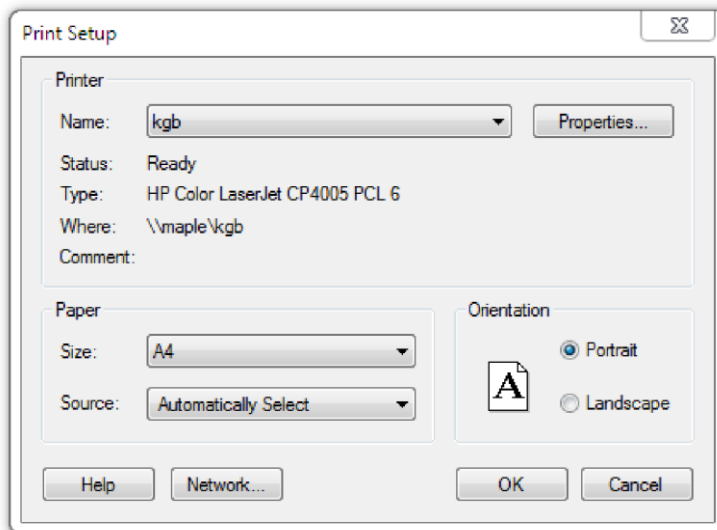 Print Setup
Printer
Name: kgb Properties...
Status: Ready
Type: HP Color LaserJet CP4005 PCL 6
Where: \\maple\kgb
Comment:
Paper
Size: A4
Source: Automatically Select
Orientation
A
Portrait
Landscape
Help Network... OK Cancel